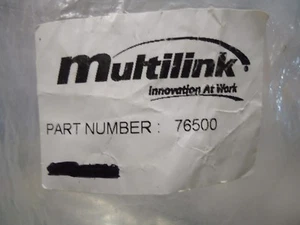 Multilink
Innovation At Work
PART NUMBER : 76500